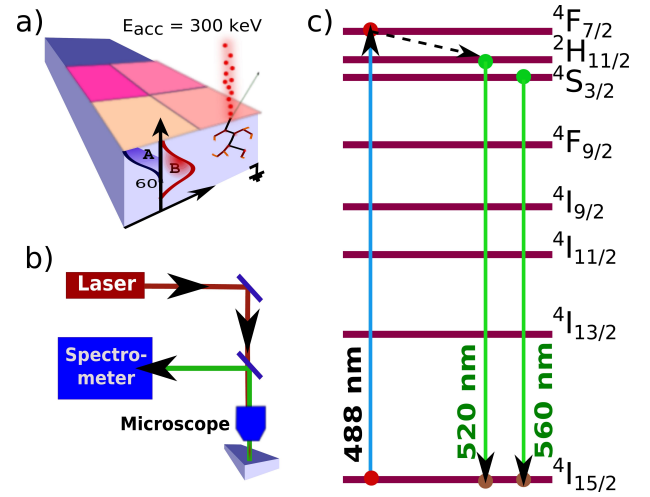 a)
Eacc = 300 keV
A
B
60
b)
Laser
Spectro-
meter
Microscope
c)
4F7/2
2H11/2
4S3/2
4F9/2
4I9/2
4I11/2
4I13/2
4I15/2
488 nm
520 nm
560 nm